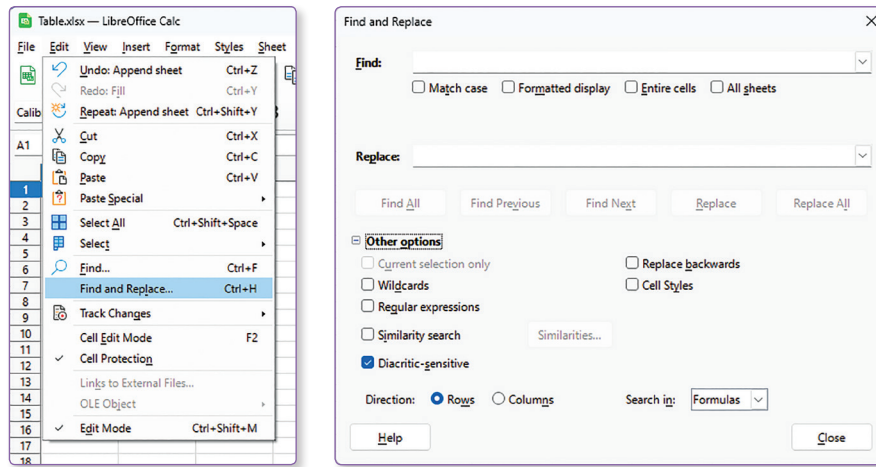 Table.xlsx — LibreOffice Calc
File Edit View Insert Format Styles Sheet
Undo: Append sheet Ctrl+Z
Redo: Fill Ctrl+Y
Calib
Repeat: Append sheet Ctrl+Shift+Y
Cut Ctrl+X
A1
Copy Ctrl+C
Paste Ctrl+V
1
Paste Special
2
3
Select All Ctrl+Shift+Space
4
Select
5
6
Find... Ctrl+F
7
Find and Replace... Ctrl+H
8
9
Track Changes
10
Cell Edit Mode F2
11
Cell Protection
12
13
Links to External Files...
14
OLE Object
15
16
Edit Mode Ctrl+Shift+M
17
18
Find and Replace
Find:
Match case Formatted display Entire cells All sheets
Replace:
Find All Find Previous Find Next Replace Replace All
Other options
Current selection only Replace backwards
Wildcards Cell Styles
Regular expressions
Similarity search Similarities...
Diacritic-sensitive
Direction: Rows Columns Search in: Formulas
Help Close